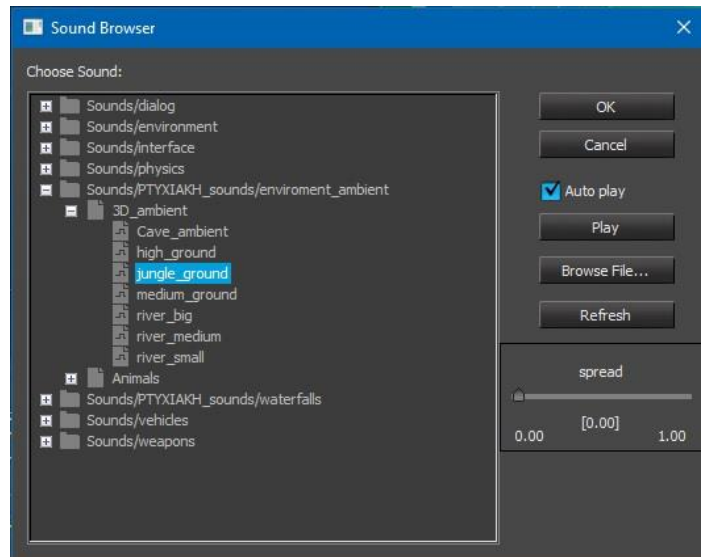 Sound Browser
Choose Sound:
Sounds/dialog
Sounds/environment
Sounds/interface
Sounds/physics
Sounds/PTYXIAKH_sounds/enviroment_ambient
3D_ambient
Cave_ambient
high_ground
jungle_ground
medium_ground
river_big
river_medium
river_small
Animals
Sounds/PTYXIAKH_sounds/waterfalls
Sounds/vehicles
Sounds/weapons
OK
Cancel
Auto play
Play
Browse File...
Refresh
spread
[0.00]
0.00 1.00